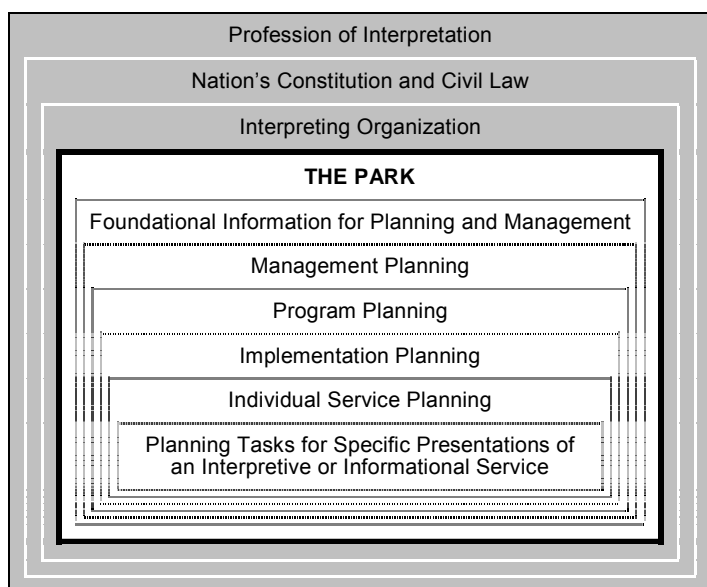 Profession of Interpretation
Nation's Constitution and Civil Law
Interpreting Organization
THE PARK
Foundational Information for Planning and Management
Management Planning
Program Planning
Implementation Planning
Individual Service Planning
Planning Tasks for Specific Presentations of
an Interpretive or Informational Service